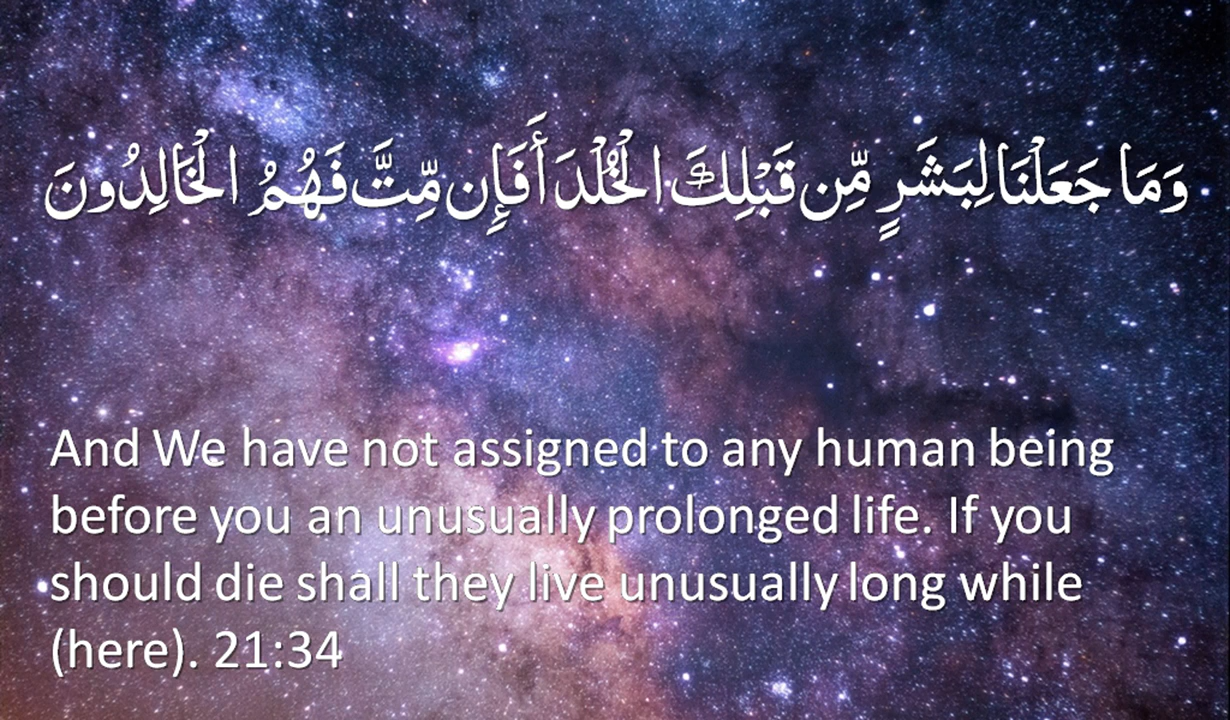 وَمَا جَعَلْنَا لِبَشَرٍ مِّن قَبْلِكَ الْخُلْدَ أَفَإِن مِّتَّ فَهُمُ الْخَالِدُونَ
And We have not assigned to any human being
before you an unusually prolonged life. If you
should die shall they live unusually long while
(here). 21:34